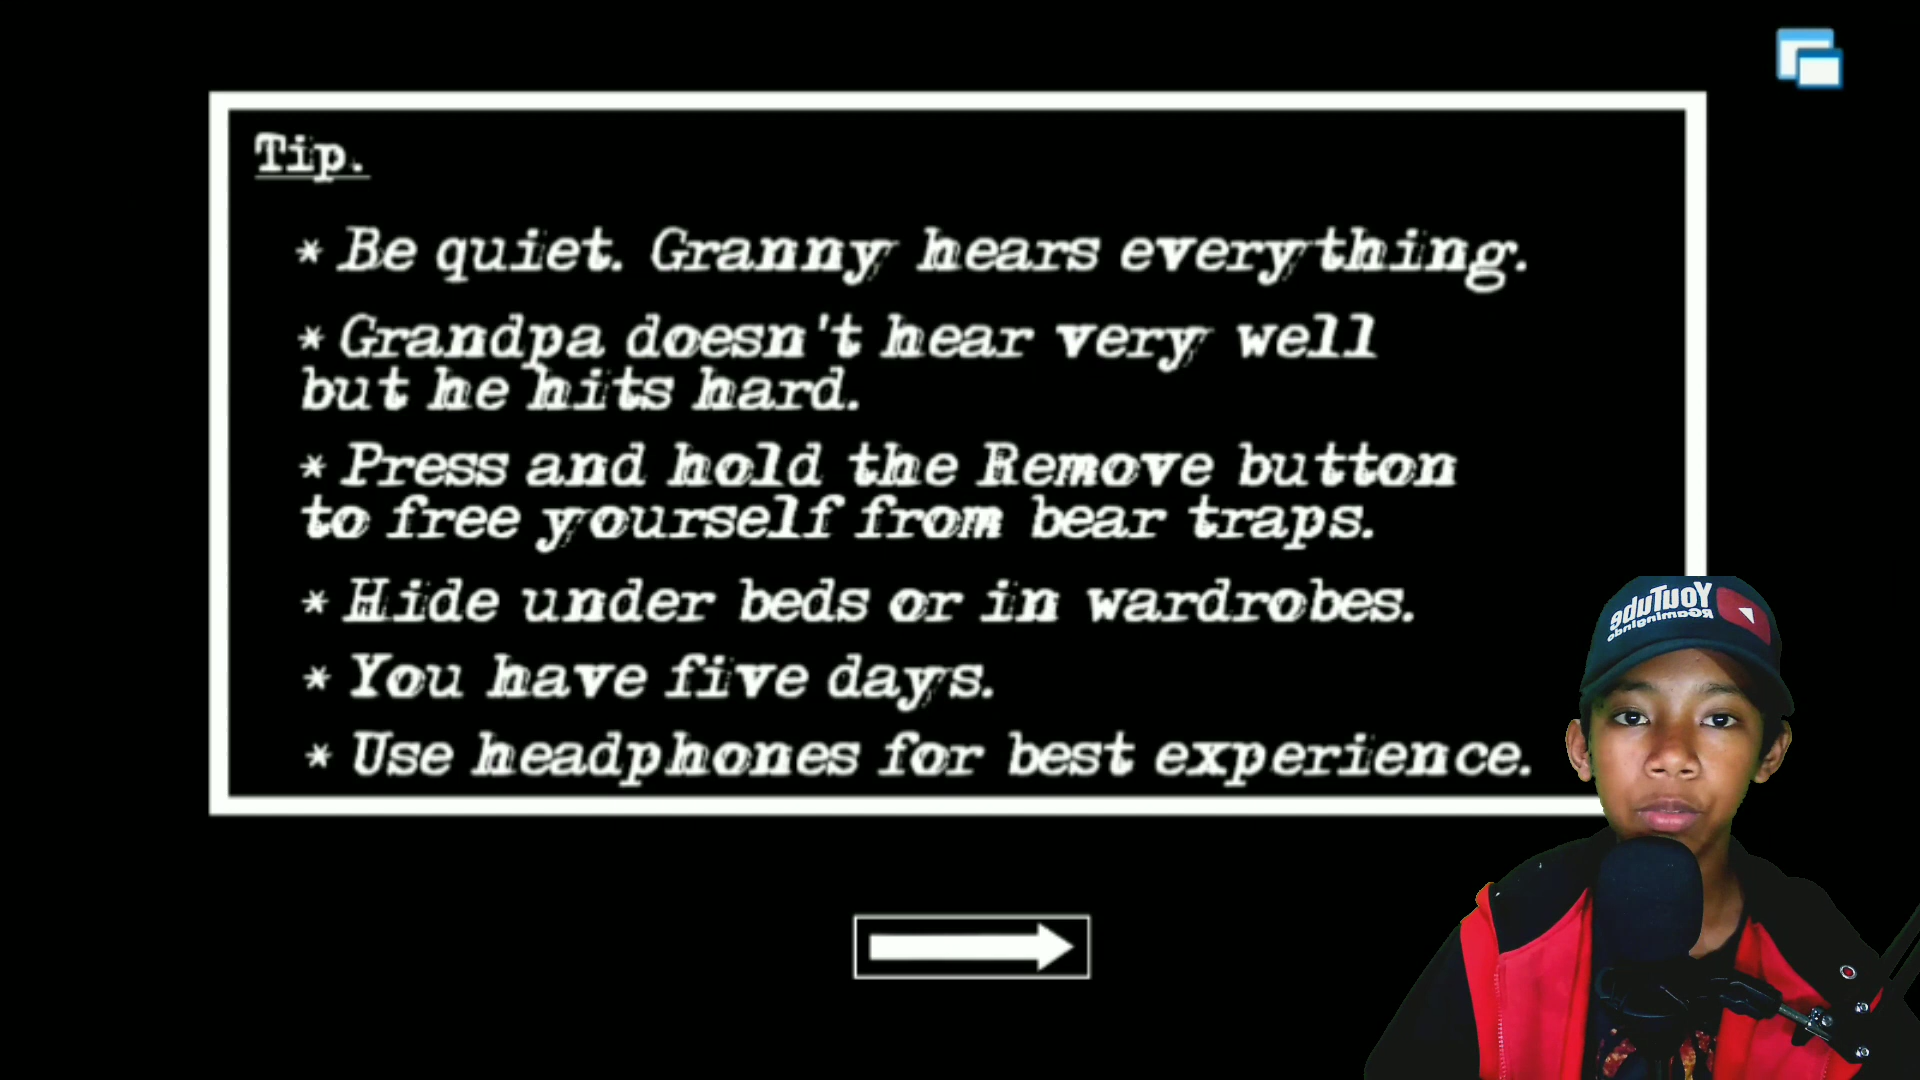 Tip.
* Be quiet. Granny hears everything.
* Grandpa doesn't hear very well
but he hits hard.
* Press and hold the Remove button
to free yourself from bear traps.
* Hide under beds or in wardrobes.
* You have five days.
* Use headphones for best experience.
YouTube
RGamingIndo